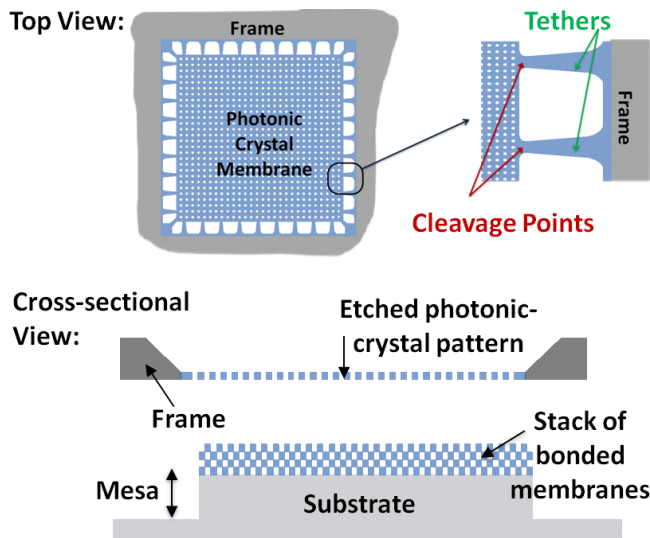 Top View:
Frame
Photonic
Crystal
Membrane
Tethers
Frame
Cleavage Points
Cross-sectional
View:
Etched photonic-
crystal pattern
Frame
Stack of
bonded
membranes
Mesa
Substrate